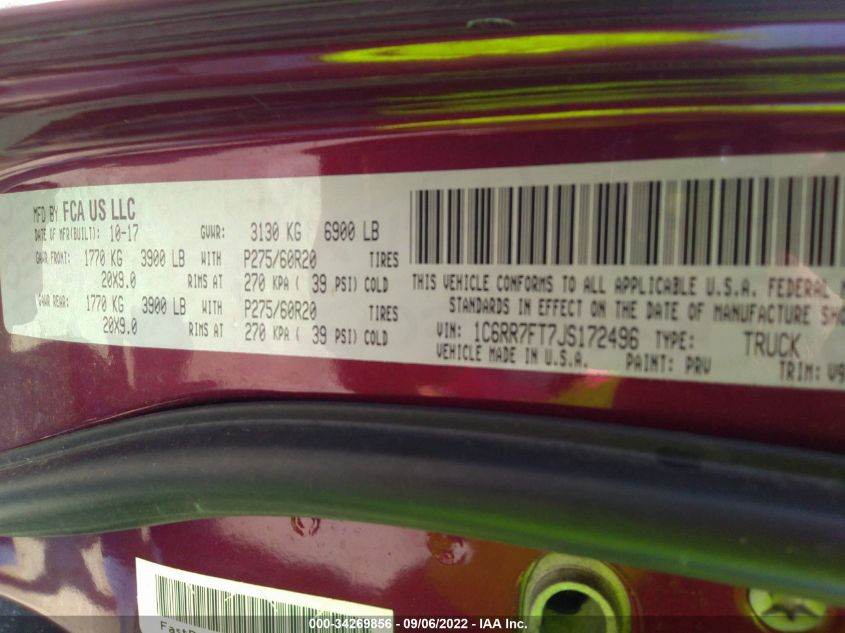 MFD BY FCA US LLC
DATE OF MFR(BUILT): 10-17 GVWR: 3130 KG 6900 LB
GAWR FRONT: 1770 KG 3900 LB WITH P275/60R20 TIRES
20X9.0 RIMS AT 270 KPA ( 39 PSI) COLD
GAWR REAR: 1770 KG 3900 LB WITH P275/60R20 TIRES
20X9.0 RIMS AT 270 KPA ( 39 PSI) COLD
THIS VEHICLE CONFORMS TO ALL APPLICABLE U.S.A. FEDERAL
STANDARDS IN EFFECT ON THE DATE OF MANUFACTURE
VIN: 1C6RR7FT7JS172496 TYPE: TRUCK
VEHICLE MADE IN U.S.A. PAINT: PRV TRIM:
000-34269856 - 09/06/2022 - IAA Inc.